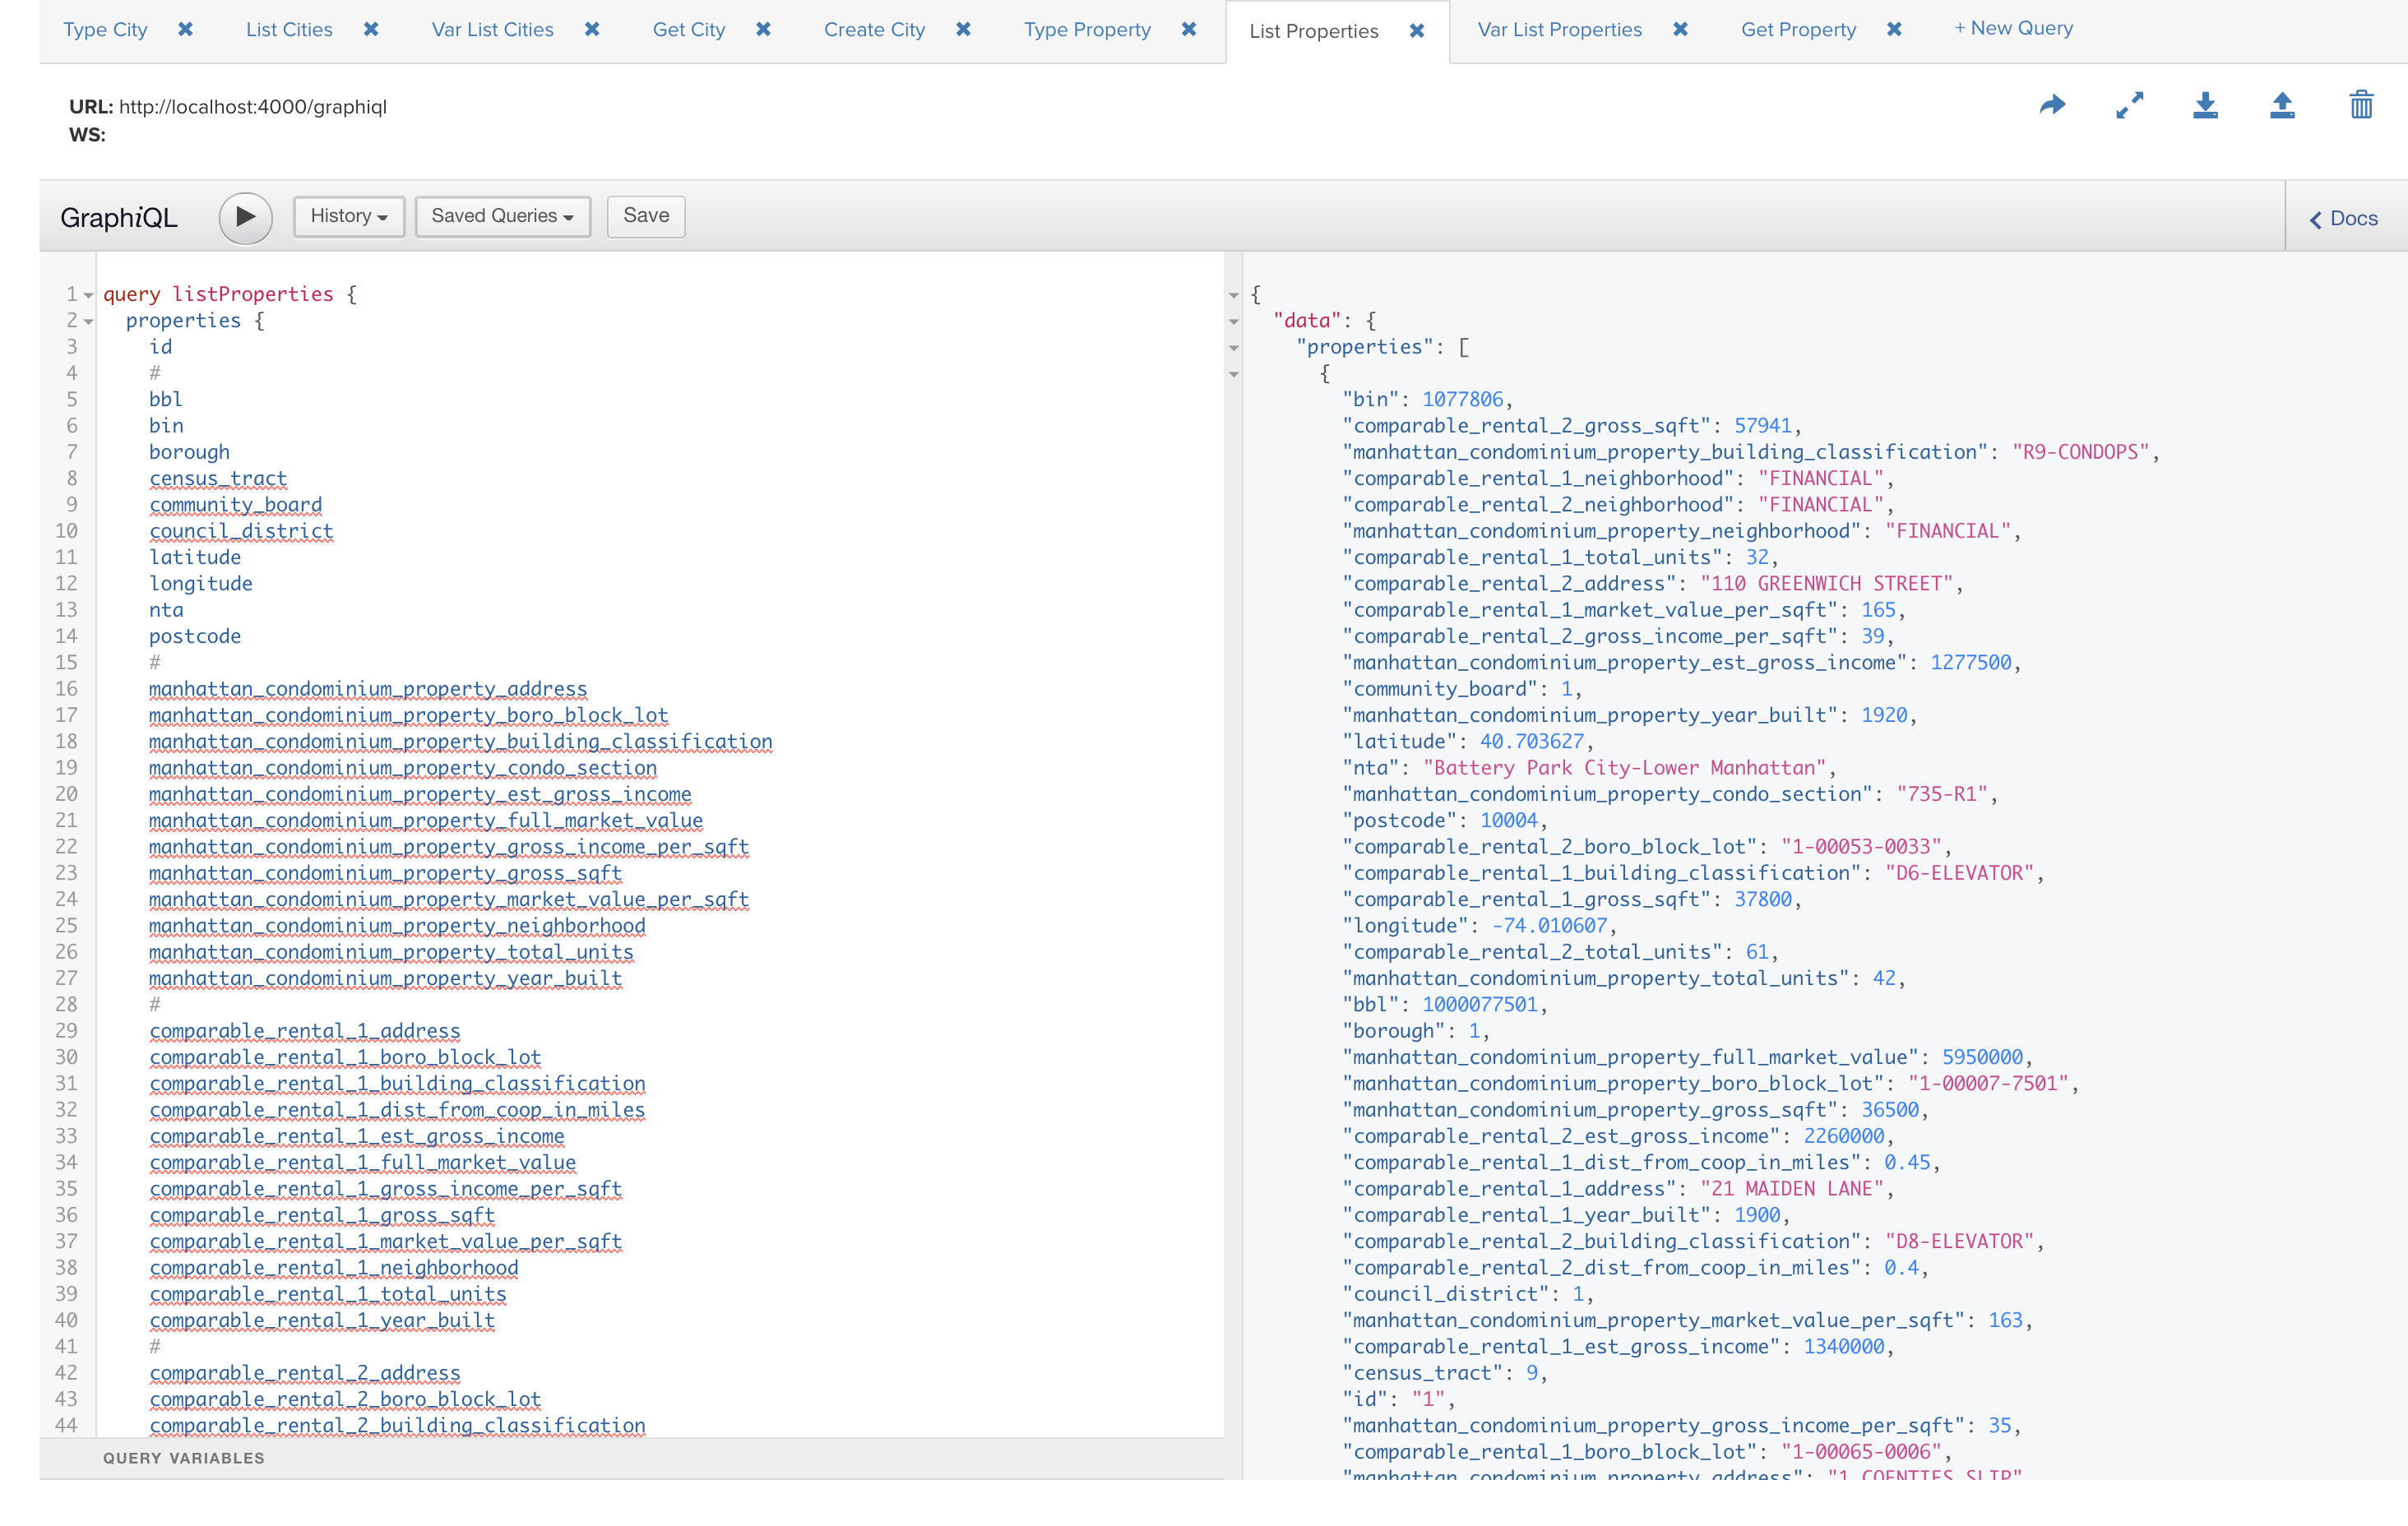 Type City ✖ List Cities ✖ Var List Cities ✖ Get City ✖ Create City ✖ Type Property ✖ List Properties ✖ Var List Properties ✖ Get Property ✖ + New Query
URL: http://localhost:4000/graphiql
WS:
GraphiQL History Saved Queries Save Docs
1 query listProperties {
2 properties {
3 id
4 #
5 bbl
6 bin
7 borough
8 census_tract
9 community_board
10 council_district
11 latitude
12 longitude
13 nta
14 postcode
15 #
16 manhattan_condominium_property_address
17 manhattan_condominium_property_boro_block_lot
18 manhattan_condominium_property_building_classification
19 manhattan_condominium_property_condo_section
20 manhattan_condominium_property_est_gross_income
21 manhattan_condominium_property_full_market_value
22 manhattan_condominium_property_gross_income_per_sqft
23 manhattan_condominium_property_gross_sqft
24 manhattan_condominium_property_market_value_per_sqft
25 manhattan_condominium_property_neighborhood
26 manhattan_condominium_property_total_units
27 manhattan_condominium_property_year_built
28 #
29 comparable_rental_1_address
30 comparable_rental_1_boro_block_lot
31 comparable_rental_1_building_classification
32 comparable_rental_1_dist_from_coop_in_miles
33 comparable_rental_1_est_gross_income
34 comparable_rental_1_full_market_value
35 comparable_rental_1_gross_income_per_sqft
36 comparable_rental_1_gross_sqft
37 comparable_rental_1_market_value_per_sqft
38 comparable_rental_1_neighborhood
39 comparable_rental_1_total_units
40 comparable_rental_1_year_built
41 #
42 comparable_rental_2_address
43 comparable_rental_2_boro_block_lot
44 comparable_rental_2_building_classification
QUERY VARIABLES
{
"data": {
"properties": [
{
"bin": 1077806,
"comparable_rental_2_gross_sqft": 57941,
"manhattan_condominium_property_building_classification": "R9-CONDOPS",
"comparable_rental_1_neighborhood": "FINANCIAL",
"comparable_rental_2_neighborhood": "FINANCIAL",
"manhattan_condominium_property_neighborhood": "FINANCIAL",
"comparable_rental_1_total_units": 32,
"comparable_rental_2_address": "110 GREENWICH STREET",
"comparable_rental_1_market_value_per_sqft": 165,
"comparable_rental_2_gross_income_per_sqft": 39,
"manhattan_condominium_property_est_gross_income": 1277500,
"community_board": 1,
"manhattan_condominium_property_year_built": 1920,
"latitude": 40.703627,
"nta": "Battery Park City-Lower Manhattan",
"manhattan_condominium_property_condo_section": "735-R1",
"postcode": 10004,
"comparable_rental_2_boro_block_lot": "1-00053-0033",
"comparable_rental_1_building_classification": "D6-ELEVATOR",
"comparable_rental_1_gross_sqft": 37800,
"longitude": -74.010607,
"comparable_rental_2_total_units": 61,
"manhattan_condominium_property_total_units": 42,
"bbl": 1000077501,
"borough": 1,
"manhattan_condominium_property_full_market_value": 5950000,
"manhattan_condominium_property_boro_block_lot": "1-00007-7501",
"manhattan_condominium_property_gross_sqft": 36500,
"comparable_rental_2_est_gross_income": 2260000,
"comparable_rental_1_dist_from_coop_in_miles": 0.45,
"comparable_rental_1_address": "21 MAIDEN LANE",
"comparable_rental_1_year_built": 1900,
"comparable_rental_2_building_classification": "D8-ELEVATOR",
"comparable_rental_2_dist_from_coop_in_miles": 0.4,
"council_district": 1,
"manhattan_condominium_property_market_value_per_sqft": 163,
"comparable_rental_1_est_gross_income": 1340000,
"census_tract": 9,
"id": "1",
"manhattan_condominium_property_gross_income_per_sqft": 35,
"comparable_rental_1_boro_block_lot": "1-00065-0006",
"manhattan_condominium_property_address": "1 COENTIES SLIP"